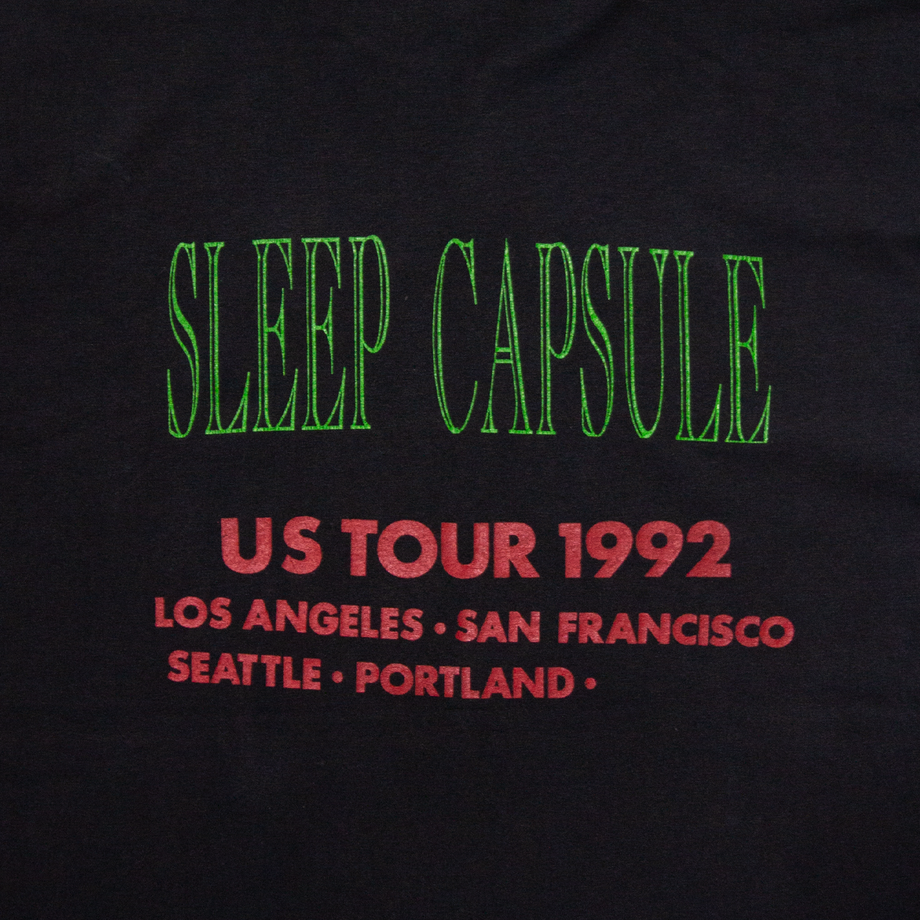 SLEEP CAPSULE
US TOUR 1992
LOS ANGELES • SAN FRANCISCO
SEATTLE • PORTLAND •